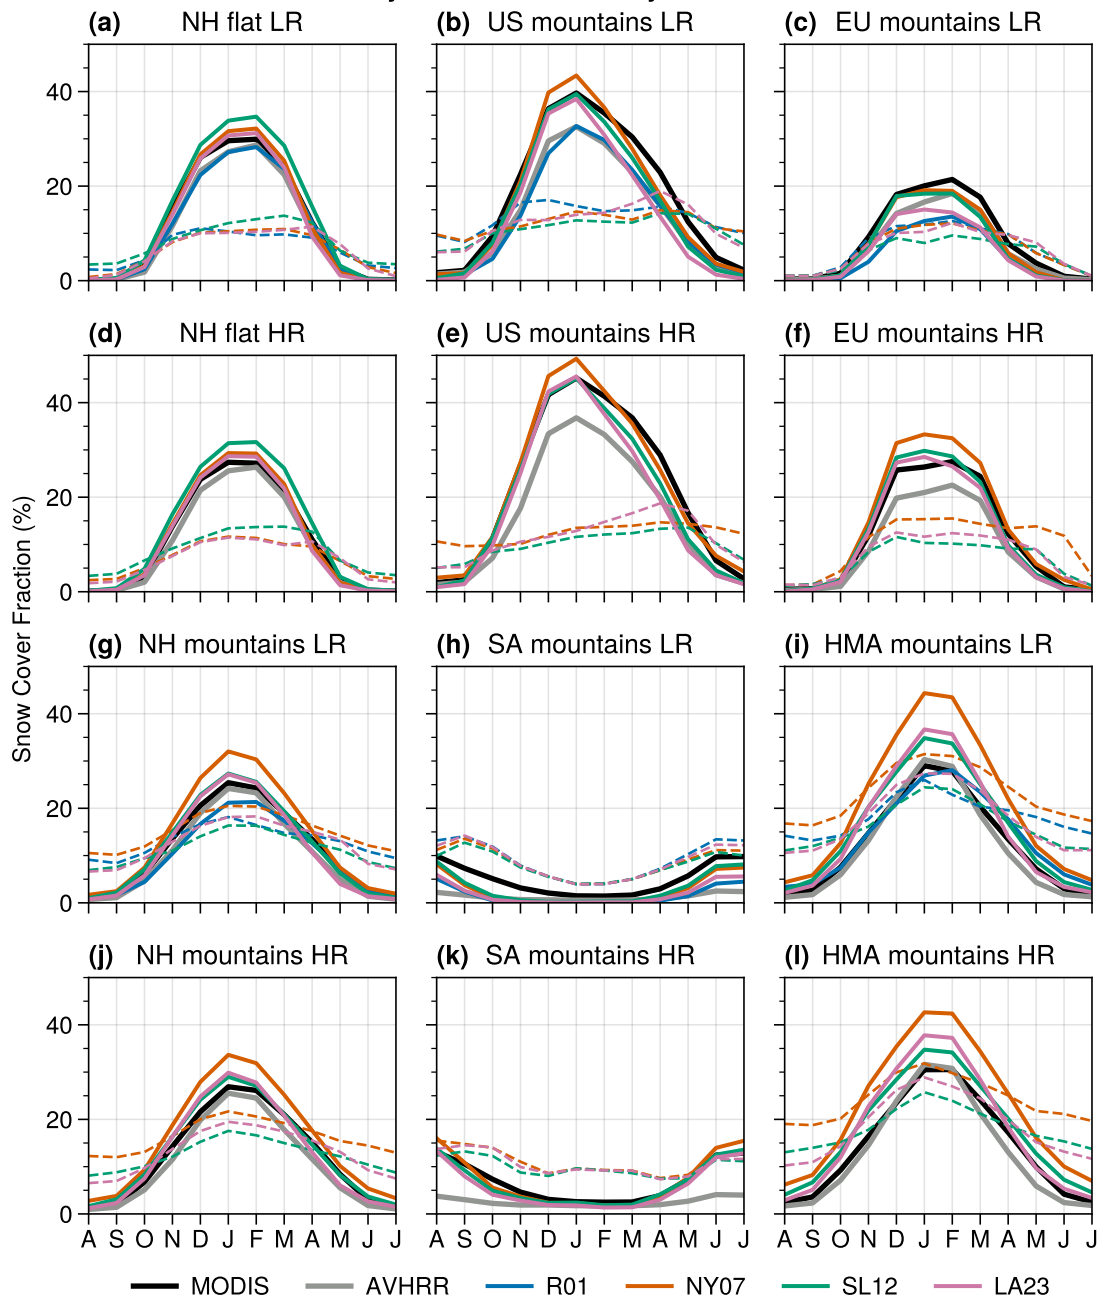 (a) NH flat LR
(b) US mountains LR
(c) EU mountains LR
40
20
0
(d) NH flat HR
(e) US mountains HR
(f) EU mountains HR
40
20
0
Snow Cover Fraction (%)
(g) NH mountains LR
(h) SA mountains LR
(i) HMA mountains LR
40
20
0
(j) NH mountains HR
(k) SA mountains HR
(l) HMA mountains HR
40
20
0
A S O N D J F M A M J J
A S O N D J F M A M J J
A S O N D J F M A M J J
MODIS AVHRR R01 NY07 SL12 LA23